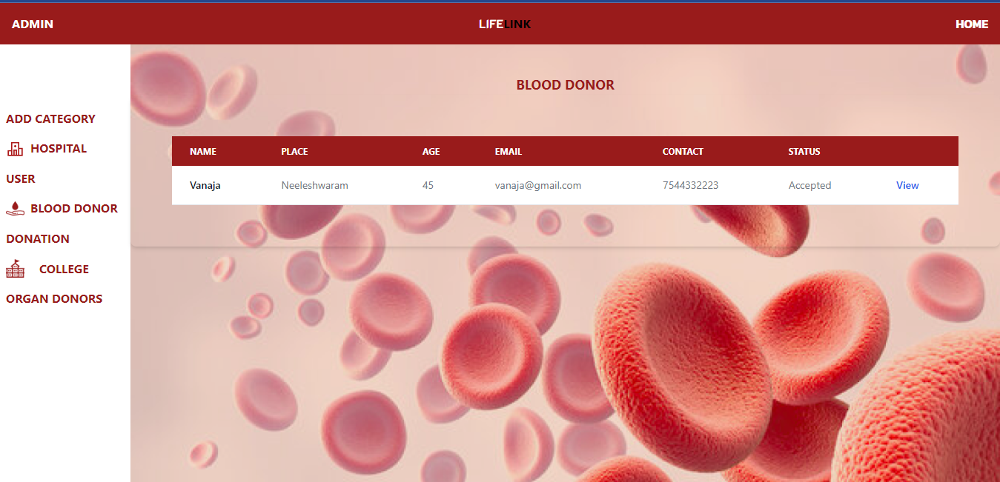 ADMIN LIFELINK HOME
BLOOD DONOR
ADD CATEGORY
HOSPITAL
USER
BLOOD DONOR
DONATION
COLLEGE
ORGAN DONORS
NAME PLACE AGE EMAIL CONTACT STATUS
Vanaja Neeleshwaram 45 vanaja@gmail.com 7544332223 Accepted View